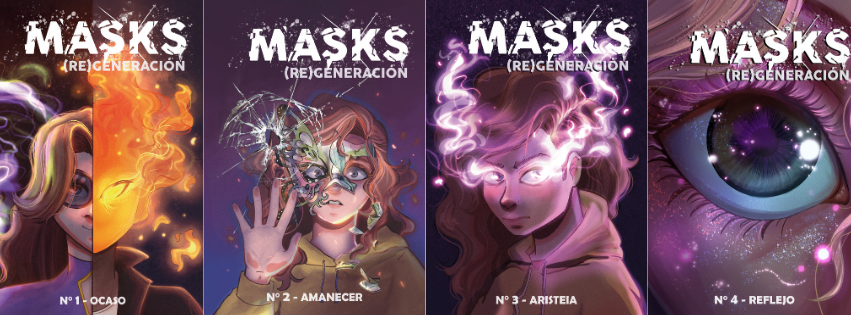 MASKS
(RE)GENERACIÓN
Nº 1 - OCASO
MASKS
(RE)GENERACIÓN
Nº 2 - AMANECER
MASKS
(RE)GENERACIÓN
Nº 3 - ARISTEIA
MASKS
(RE)GENERACIÓN
Nº 4 - REFLEJO